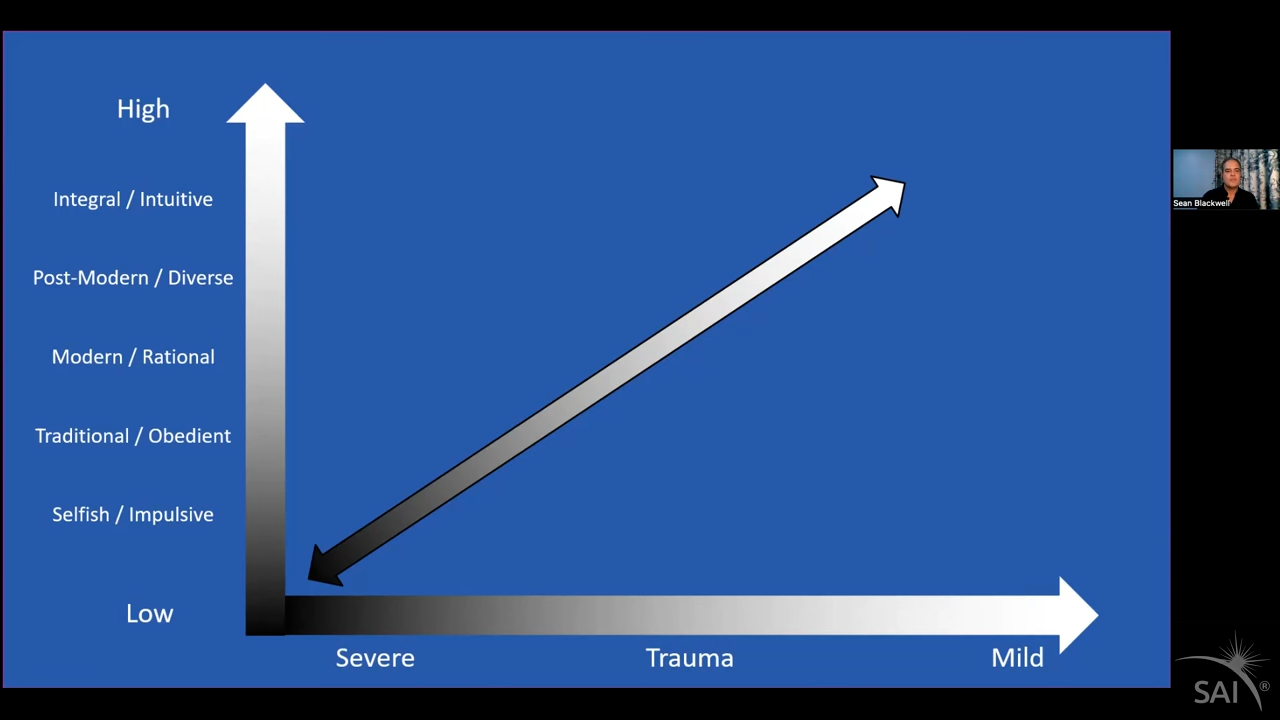 High
Integral / Intuitive
Post-Modern / Diverse
Modern / Rational
Traditional / Obedient
Selfish / Impulsive
Low
Severe
Trauma
Mild
Sean Blackwell
SAI®